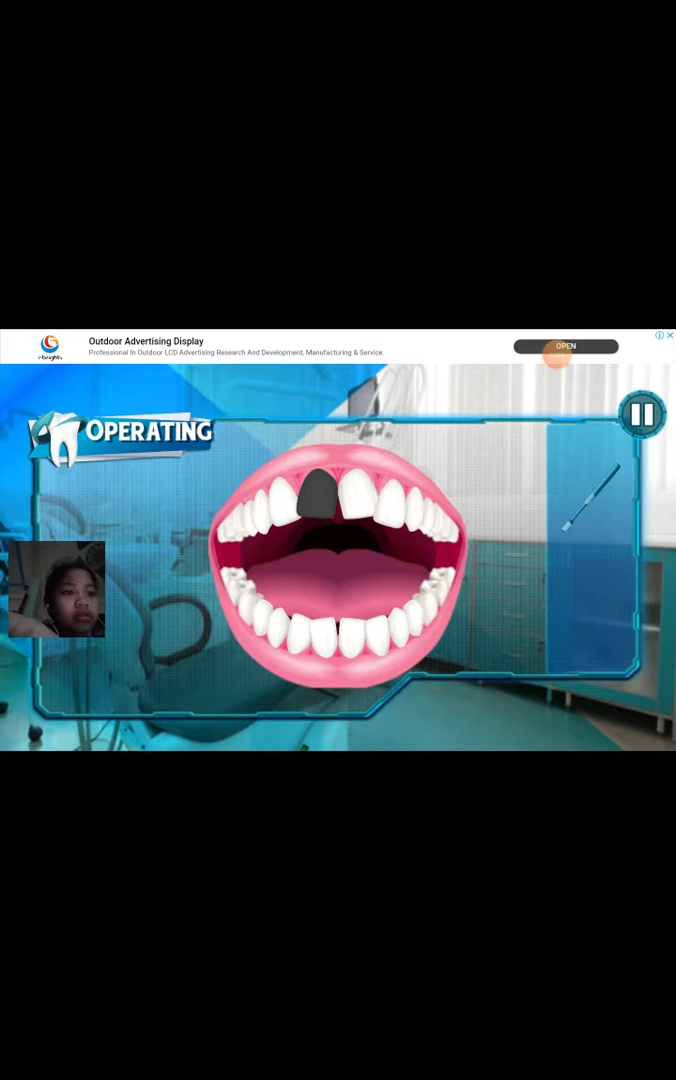 Outdoor Advertising Display
Professional In Outdoor LCD Advertising Research And Development, Manufacturing & Service.
OPEN
OPERATING